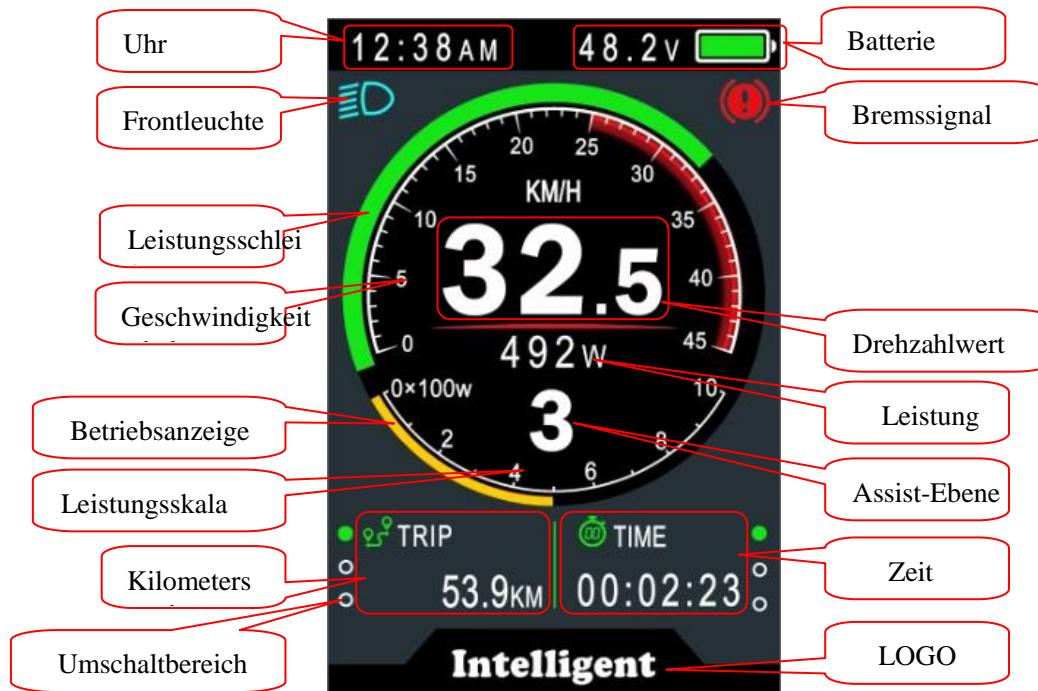 Uhr
12:38AM
48.2V
Batterie
Frontleuchte
Bremssignal
Leistungsschlei
Geschwindigkeit
20
25
15
30
KM/H
10
35
32.5
5
40
0
45
492W
Drehzahlwert
Leistung
Betriebsanzeige
0×100w
10
3
2
8
4
6
Leistungsskala
Assist-Ebene
TRIP
TIME
00
Kilometers
53.9KM
00:02:23
Zeit
Umschaltbereich
Intelligent
LOGO